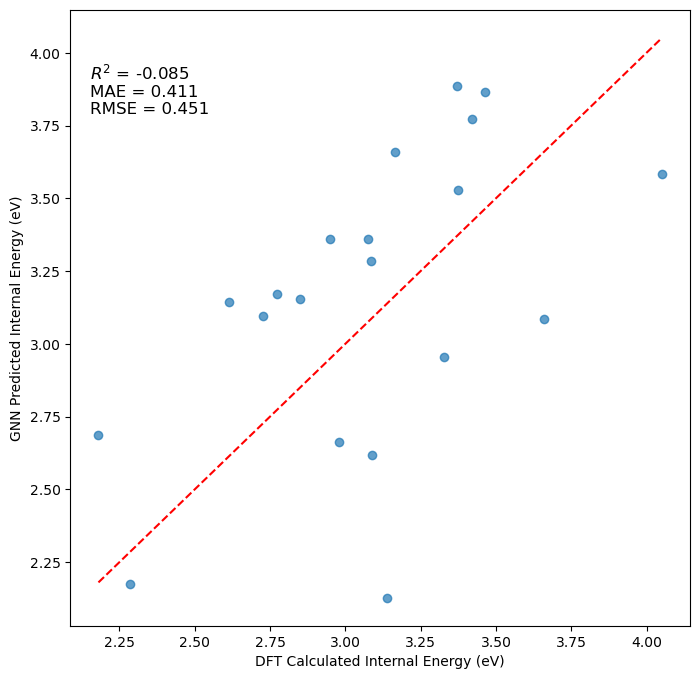 R² = -0.085
MAE = 0.411
RMSE = 0.451
4.00
3.75
3.50
3.25
3.00
2.75
2.50
2.25
GNN Predicted Internal Energy (eV)
2.25 2.50 2.75 3.00 3.25 3.50 3.75 4.00
DFT Calculated Internal Energy (eV)